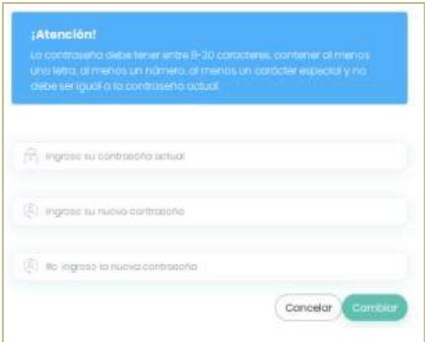 ¡Atención!
La contraseña debe tener entre 8-20 caracteres, contener al menos
una letra, al menos un número, al menos un carácter especial y no
debe ser igual a la contraseña actual
Ingrese su contraseña actual
Ingrese su nueva contraseña
Re-ingrese la nueva contraseña
Cancelar
Cambiar